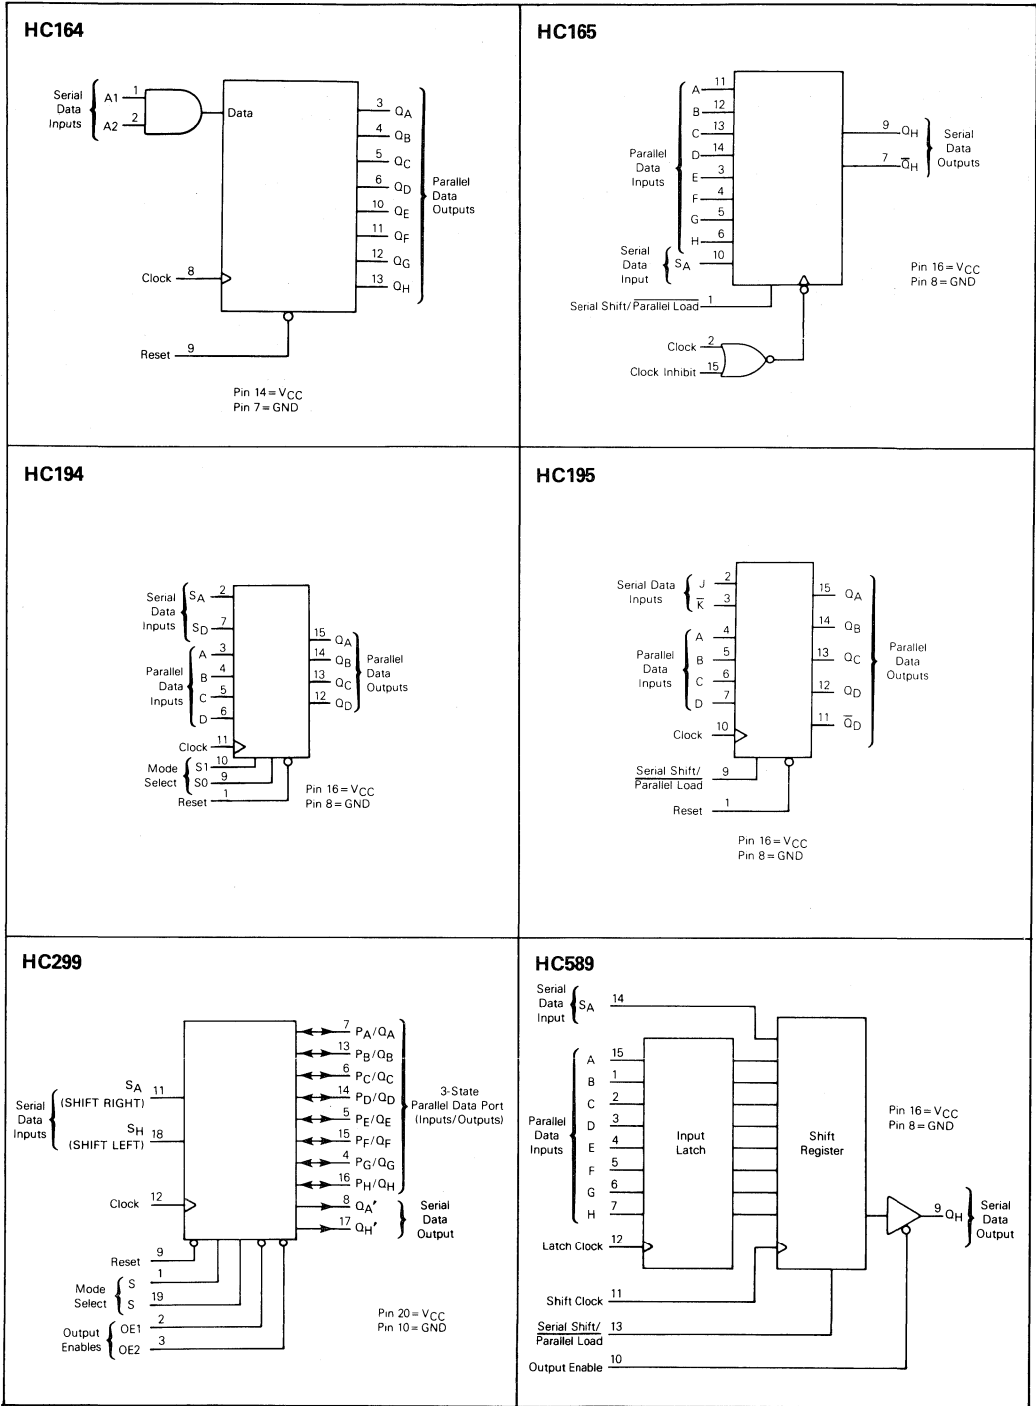 HC164
Serial
Data
Inputs
A1 1
A2 2
Data
3 QA
4 QB
5 QC
6 QD
10 QE
11 QF
12 QG
13 QH
Parallel
Data
Outputs
Clock 8
Reset 9
Pin 14 = VCC
Pin 7 = GND
HC165
Parallel
Data
Inputs
A 11
B 12
C 13
D 14
E 3
F 4
G 5
H 6
Serial
Data
Input
SA 10
9 QH
7 Q̅H
Serial
Data
Outputs
Serial Shift/P̅a̅r̅a̅l̅l̅e̅l̅ ̅L̅o̅a̅d̅ 1
Clock 2
Clock Inhibit 15
Pin 16 = VCC
Pin 8 = GND
HC194
Serial
Data
Inputs
SA 2
SD 7
Parallel
Data
Inputs
A 3
B 4
C 5
D 6
15 QA
14 QB
13 QC
12 QD
Parallel
Data
Outputs
Clock 11
Mode
Select
S1 10
S0 9
Reset 1
Pin 16 = VCC
Pin 8 = GND
HC195
Serial Data
Inputs
J 2
K̅ 3
Parallel
Data
Inputs
A 4
B 5
C 6
D 7
15 QA
14 QB
13 QC
12 QD
11 Q̅D
Parallel
Data
Outputs
Clock 10
Serial Shift/
P̅a̅r̅a̅l̅l̅e̅l̅ ̅L̅o̅a̅d̅ 9
Reset 1
Pin 16 = VCC
Pin 8 = GND
HC299
Serial
Data
Inputs
SA 11
(SHIFT RIGHT)
SH 18
(SHIFT LEFT)
7 PA/QA
13 PB/QB
6 PC/QC
14 PD/QD
5 PE/QE
15 PF/QF
4 PG/QG
16 PH/QH
3-State
Parallel Data Port
(Inputs/Outputs)
8 QA'
17 QH'
Serial
Data
Output
Clock 12
Reset 9
Mode
Select
S 1
S 19
Output
Enables
OE1 2
OE2 3
Pin 20 = VCC
Pin 10 = GND
HC589
Serial
Data
Input
SA 14
Parallel
Data
Inputs
A 15
B 1
C 2
D 3
E 4
F 5
G 6
H 7
Input
Latch
Shift
Register
Pin 16 = VCC
Pin 8 = GND
9 QH
Serial
Data
Output
Latch Clock 12
Shift Clock 11
Serial Shift/
P̅a̅r̅a̅l̅l̅e̅l̅ ̅L̅o̅a̅d̅ 13
Output Enable 10